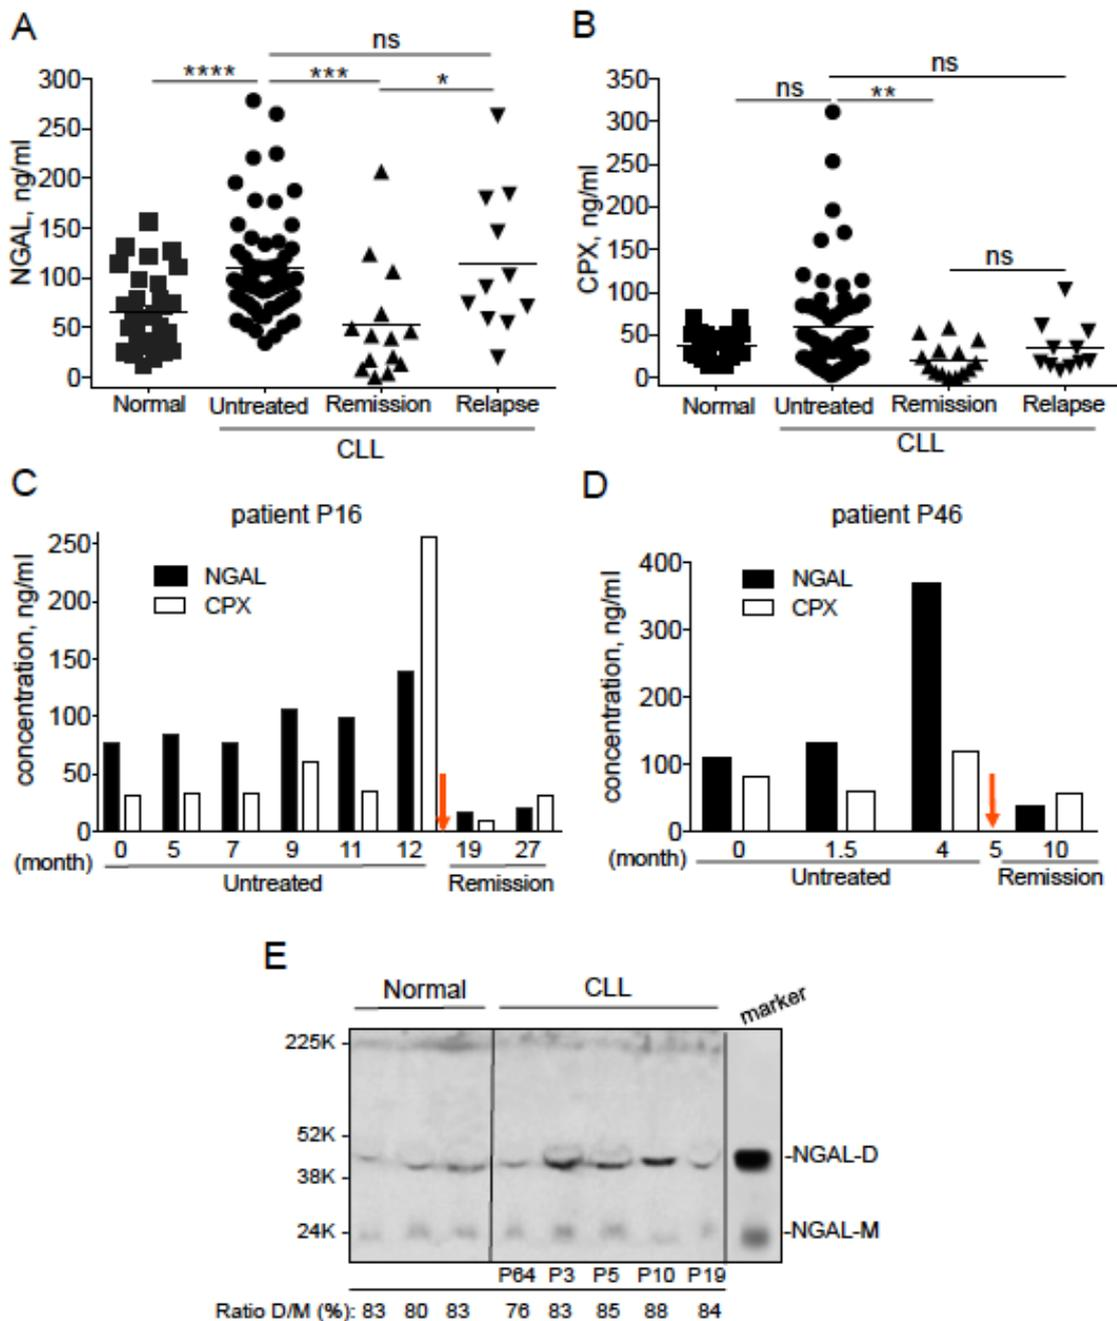 A
ns
****
***
*
300
250
200
150
100
50
0
NGAL, ng/ml
Normal
Untreated
Remission
Relapse
CLL
B
ns
ns
**
ns
350
300
250
200
150
100
50
0
CPX, ng/ml
Normal
Untreated
Remission
Relapse
CLL
C
patient P16
NGAL
CPX
250
200
150
100
50
0
concentration, ng/ml
(month)
0 5 7 9 11 12 19 27
Untreated
Remission
D
patient P46
NGAL
CPX
400
300
200
100
0
concentration, ng/ml
(month)
0 1.5 4 5 10
Untreated
Remission
E
Normal
CLL
marker
225K -
52K -
38K -
24K -
-NGAL-D
-NGAL-M
P64 P3 P5 P10 P19
Ratio D/M (%): 83 80 83 76 83 85 88 84